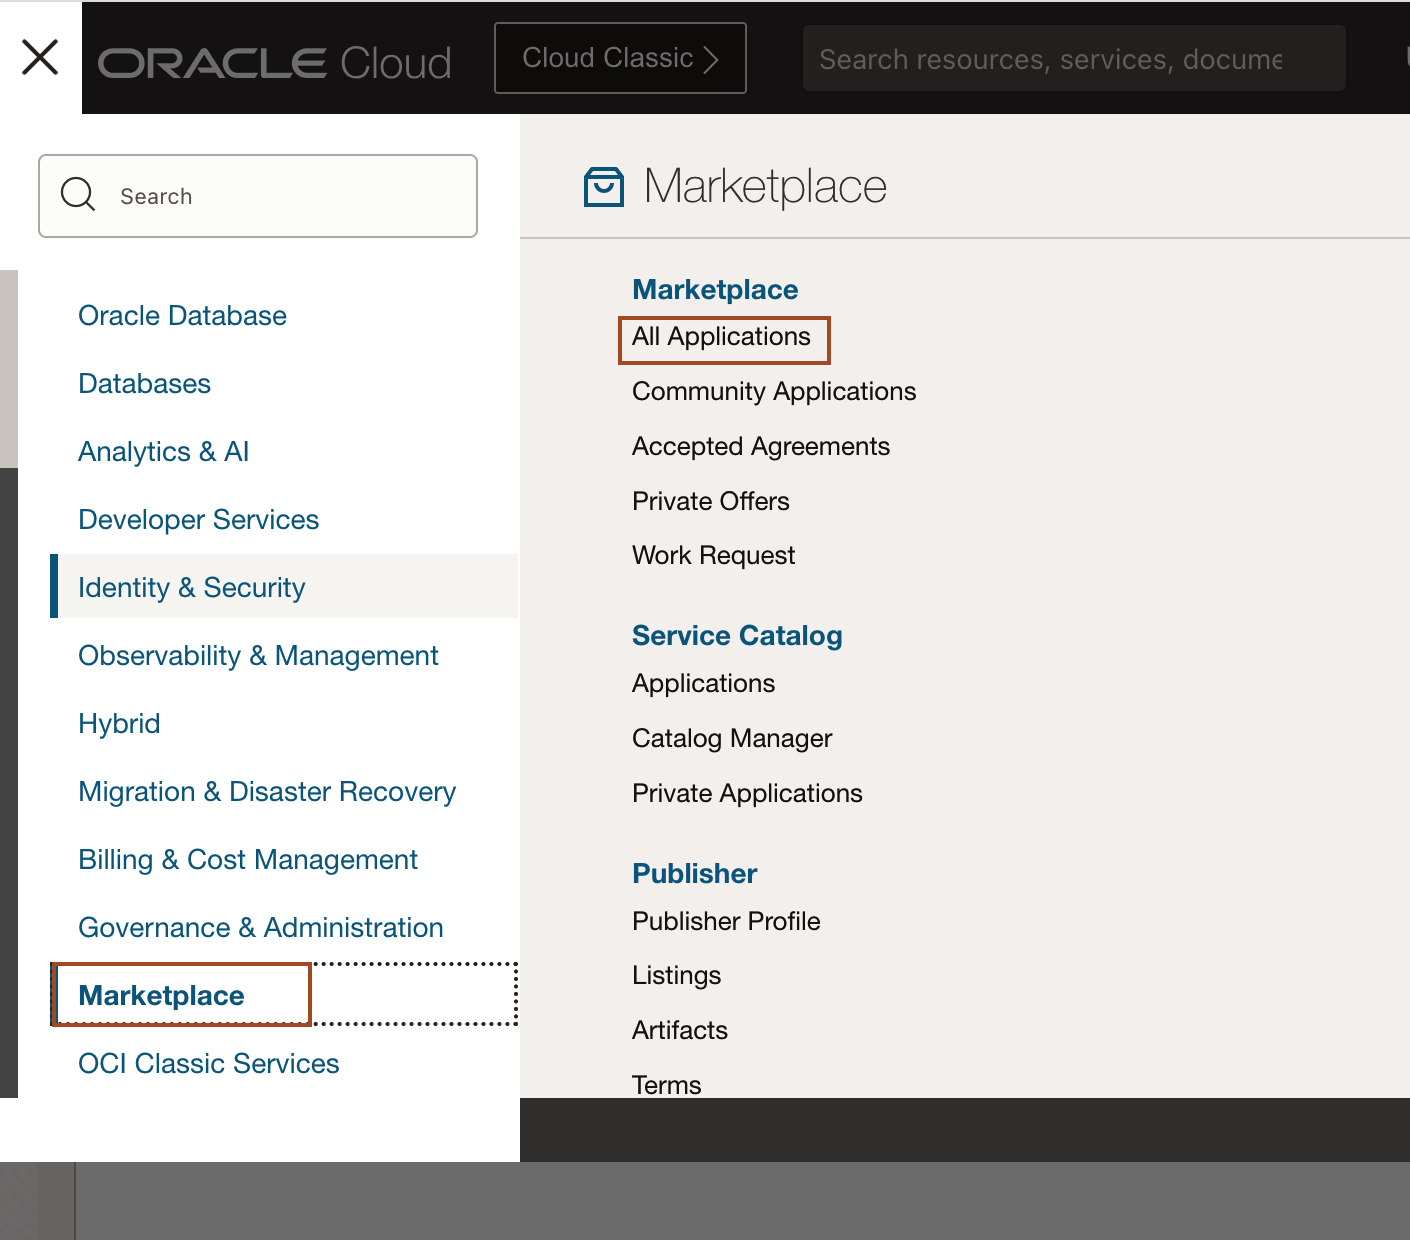 ORACLE Cloud
Cloud Classic
Search resources, services, docume
Search
Oracle Database
Databases
Analytics & AI
Developer Services
Identity & Security
Observability & Management
Hybrid
Migration & Disaster Recovery
Billing & Cost Management
Governance & Administration
Marketplace
OCI Classic Services
Marketplace
Marketplace
All Applications
Community Applications
Accepted Agreements
Private Offers
Work Request
Service Catalog
Applications
Catalog Manager
Private Applications
Publisher
Publisher Profile
Listings
Artifacts
Terms